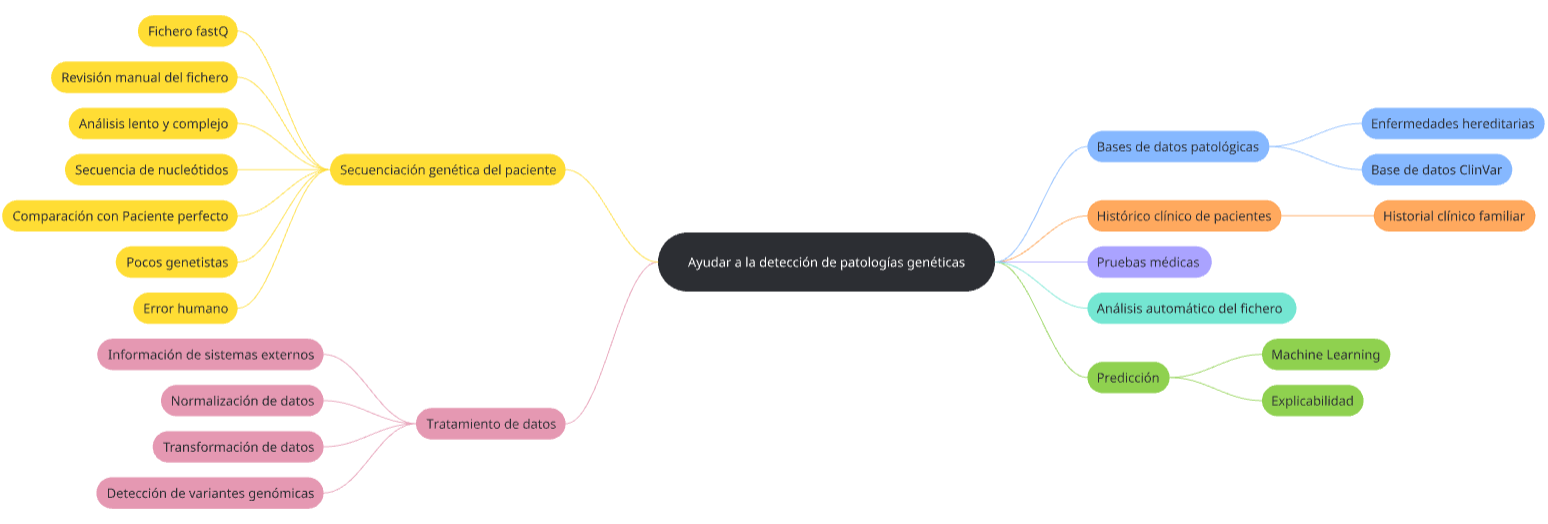 Fichero fastQ
Revisión manual del fichero
Análisis lento y complejo
Secuencia de nucleótidos
Comparación con Paciente perfecto
Pocos genetistas
Error humano
Secuenciación genética del paciente
Información de sistemas externos
Normalización de datos
Transformación de datos
Detección de variantes genómicas
Tratamiento de datos
Ayudar a la detección de patologías genéticas
Bases de datos patológicas
Enfermedades hereditarias
Base de datos ClinVar
Histórico clínico de pacientes
Historial clínico familiar
Pruebas médicas
Análisis automático del fichero
Predicción
Machine Learning
Explicabilidad